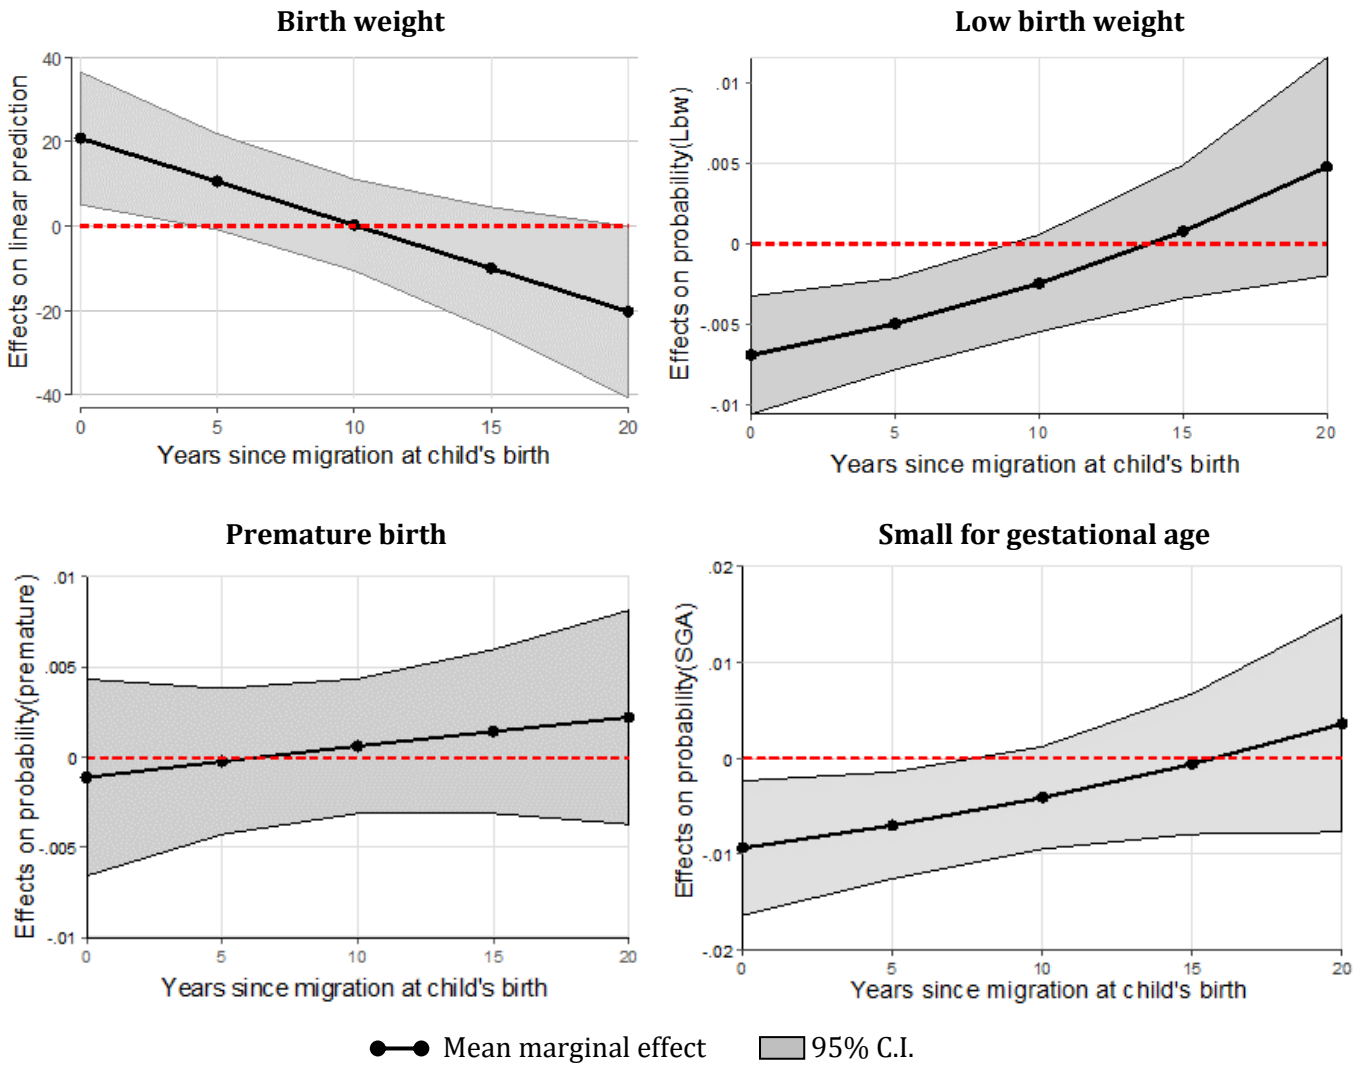 Birth weight
Effects on linear prediction
40
20
0
-20
-40
0 5 10 15 20
Years since migration at child's birth
Low birth weight
Effects on probability(Lbw)
.01
.005
0
-.005
-.01
0 5 10 15 20
Years since migration at child's birth
Premature birth
Effects on probability(premature)
.01
.005
0
-.005
-.01
0 5 10 15 20
Years since migration at child's birth
Small for gestational age
Effects on probability(SGA)
.02
.01
0
-.01
-.02
0 5 10 15 20
Years since migration at child's birth
Mean marginal effect 95% C.I.